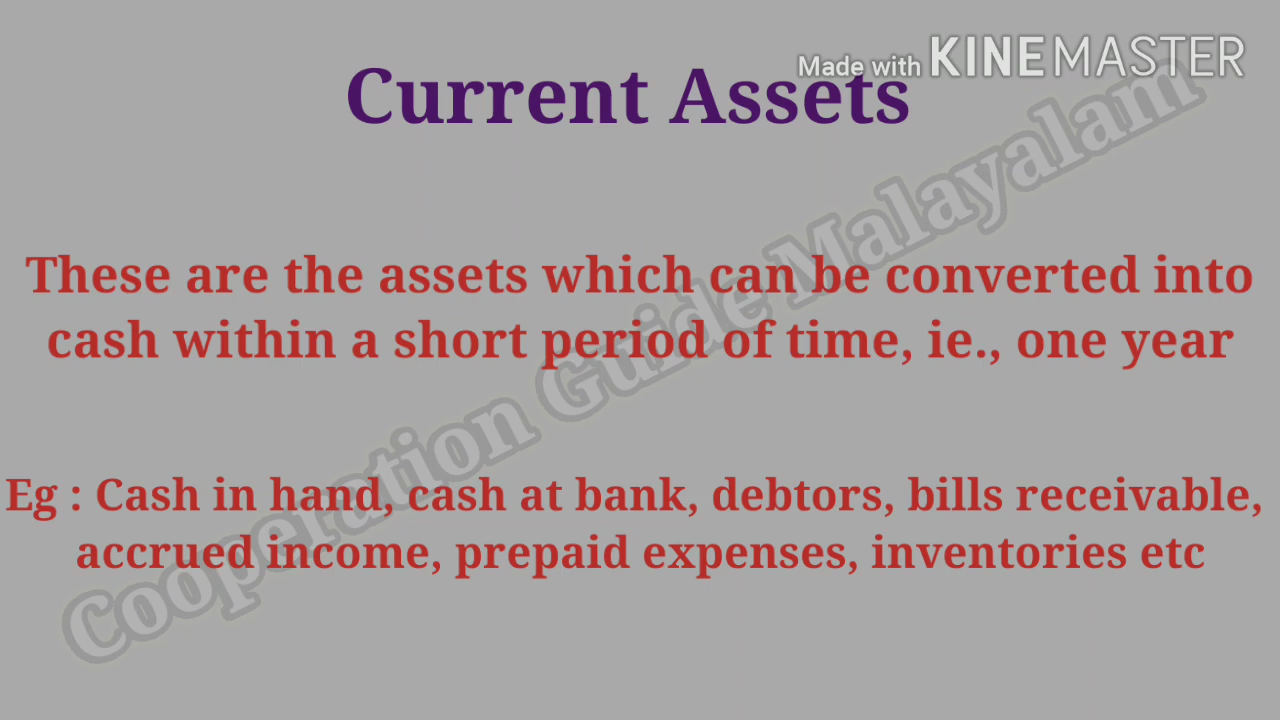 Made with KINEMASTER
Current Assets
These are the assets which can be converted into
cash within a short period of time, ie., one year
Eg : Cash in hand, cash at bank, debtors, bills receivable,
accrued income, prepaid expenses, inventories etc
Cooperation Guide Malayalam